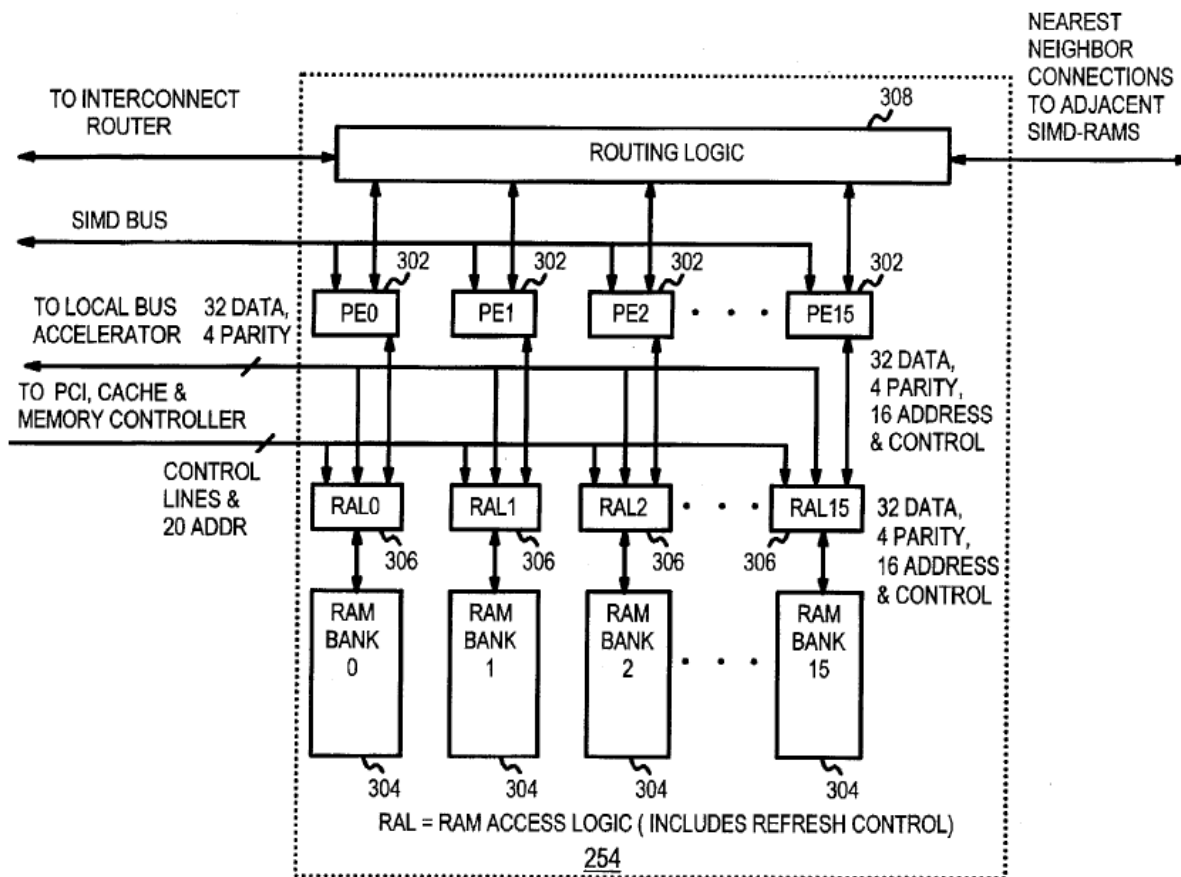 NEAREST
NEIGHBOR
CONNECTIONS
TO ADJACENT
SIMD-RAMS
TO INTERCONNECT
ROUTER
308
ROUTING LOGIC
SIMD BUS
302 302 302 302
PE0 PE1 PE2 PE15
TO LOCAL BUS
ACCELERATOR
32 DATA,
4 PARITY
32 DATA,
4 PARITY,
16 ADDRESS
& CONTROL
TO PCI, CACHE &
MEMORY CONTROLLER
CONTROL
LINES &
20 ADDR
RAL0 RAL1 RAL2 RAL15
306 306 306 306
32 DATA,
4 PARITY,
16 ADDRESS
& CONTROL
RAM
BANK
0
RAM
BANK
1
RAM
BANK
2
RAM
BANK
15
304 304 304 304
RAL = RAM ACCESS LOGIC ( INCLUDES REFRESH CONTROL)
254